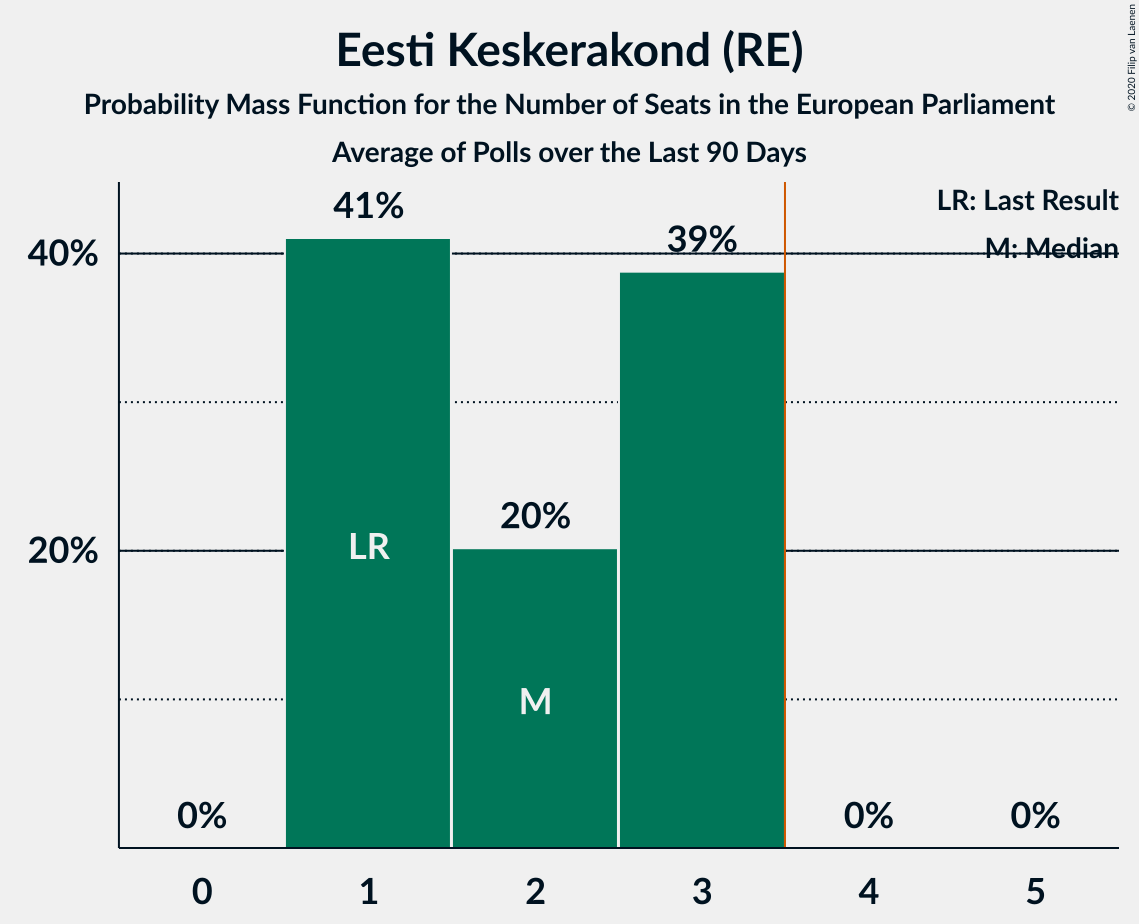 Eesti Keskerakond (RE)
Probability Mass Function for the Number of Seats in the European Parliament
Average of Polls over the Last 90 Days
© 2020 Filip van Laenen
LR: Last Result
M: Median
41%
39%
40%
20%
20%
LR
M
0%
0%
0%
0
1
2
3
4
5